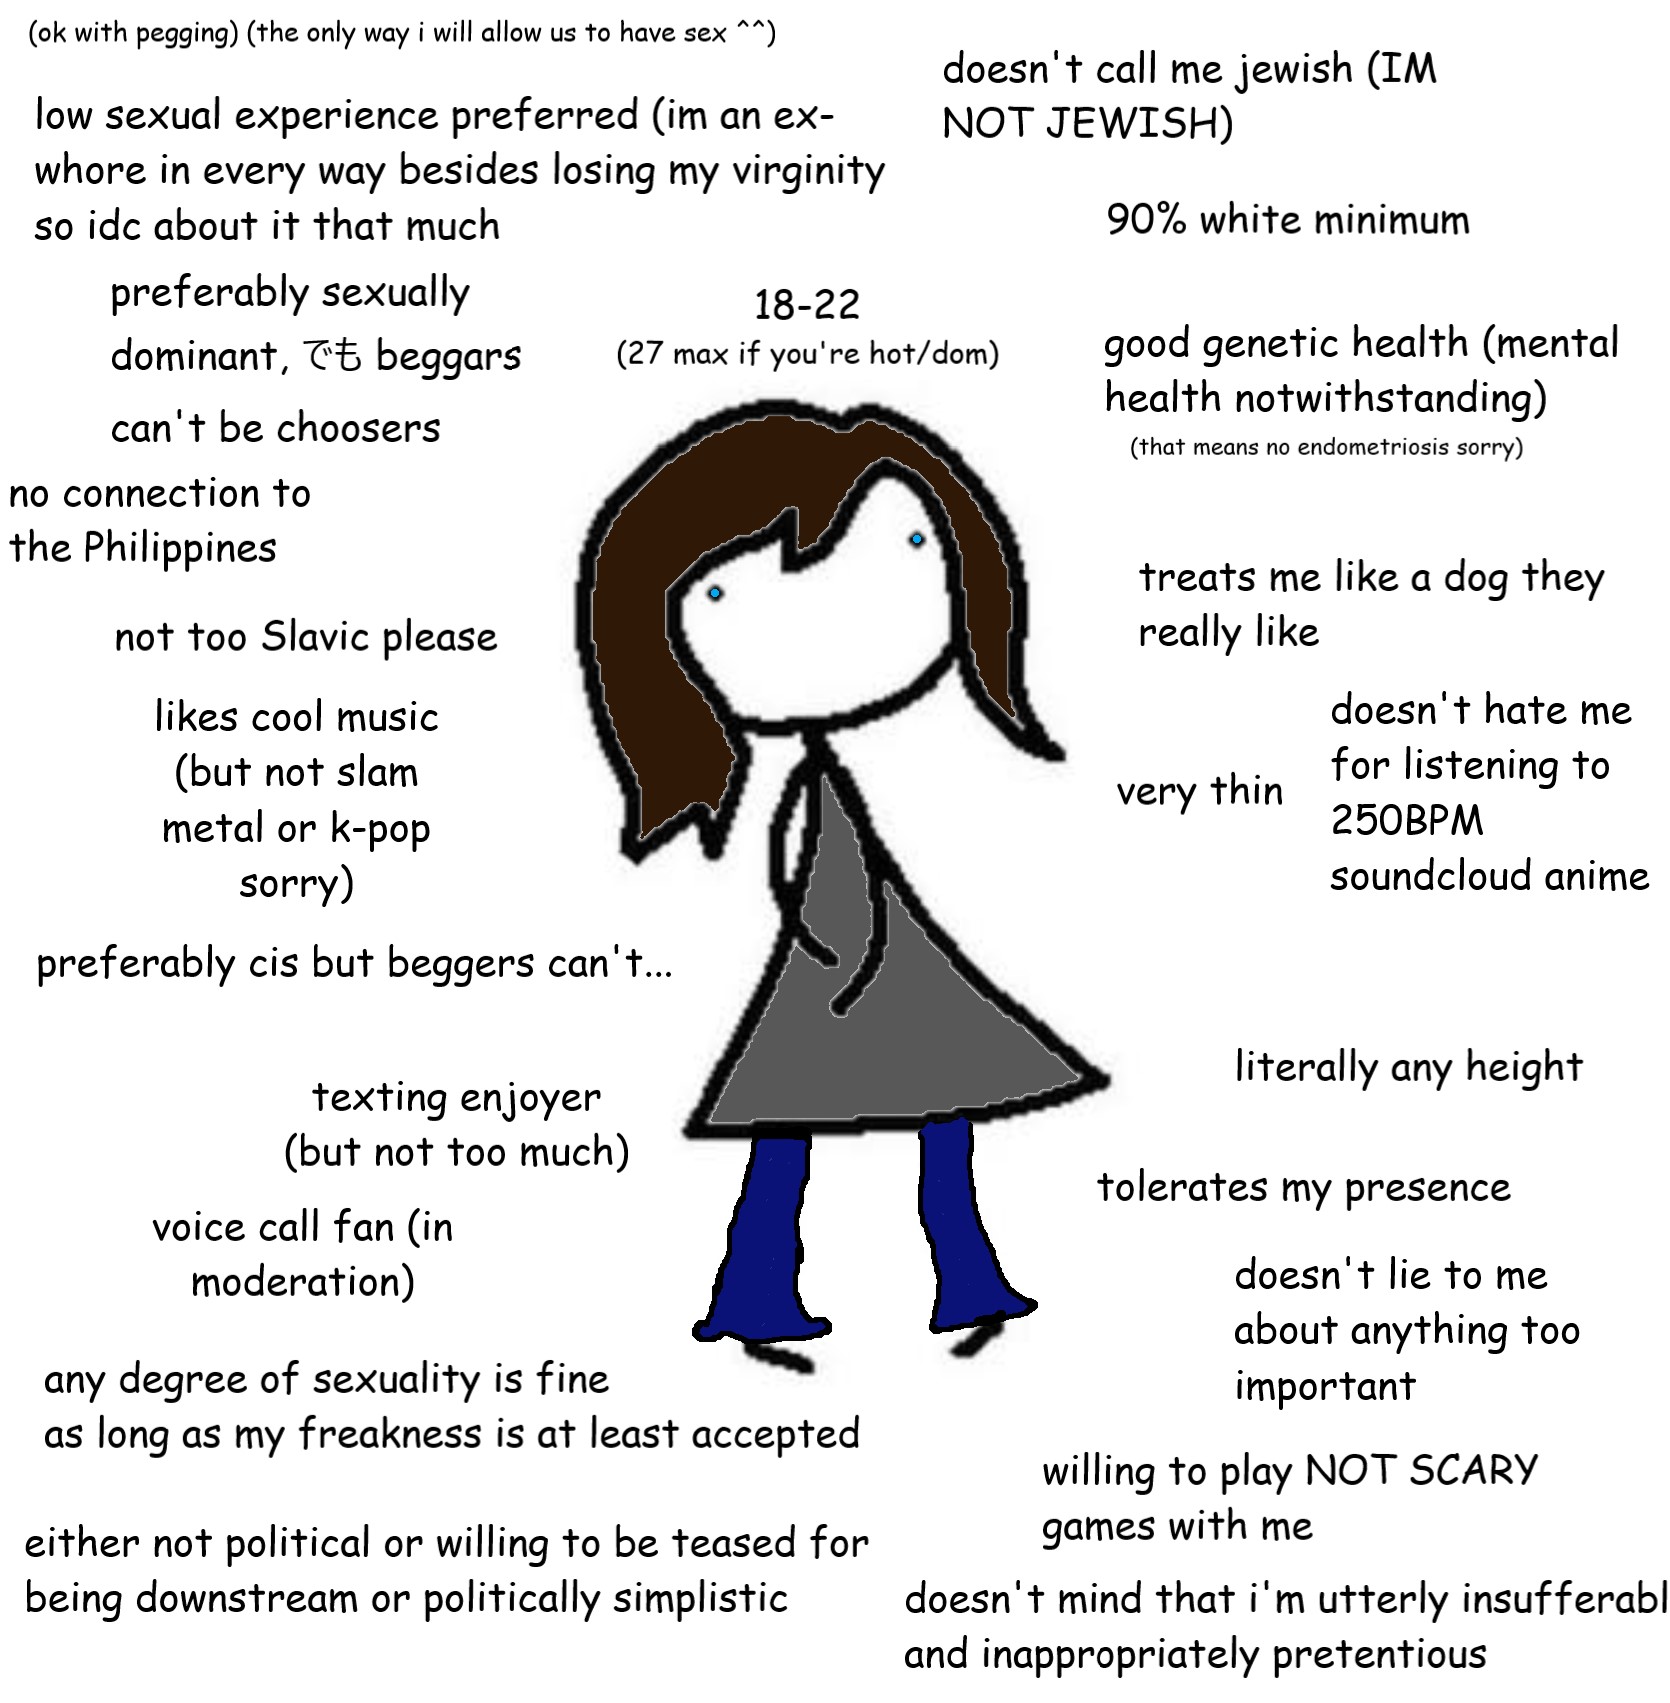 (ok with pegging) (the only way i will allow us to have sex ^^)
low sexual experience preferred (im an ex-
whore in every way besides losing my virginity
so idc about it that much
doesn't call me jewish (IM
NOT JEWISH)
90% white minimum
preferably sexually
dominant, でも beggars
can't be choosers
18-22
(27 max if you're hot/dom)
good genetic health (mental
health notwithstanding)
(that means no endometriosis sorry)
no connection to
the Philippines
treats me like a dog they
really like
not too Slavic please
likes cool music
(but not slam
metal or k-pop
sorry)
very thin
doesn't hate me
for listening to
250BPM
soundcloud anime
preferably cis but beggers can't...
literally any height
texting enjoyer
(but not too much)
tolerates my presence
voice call fan (in
moderation)
doesn't lie to me
about anything too
important
any degree of sexuality is fine
as long as my freakness is at least accepted
willing to play NOT SCARY
games with me
either not political or willing to be teased for
being downstream or politically simplistic
doesn't mind that i'm utterly insufferabl
and inappropriately pretentious